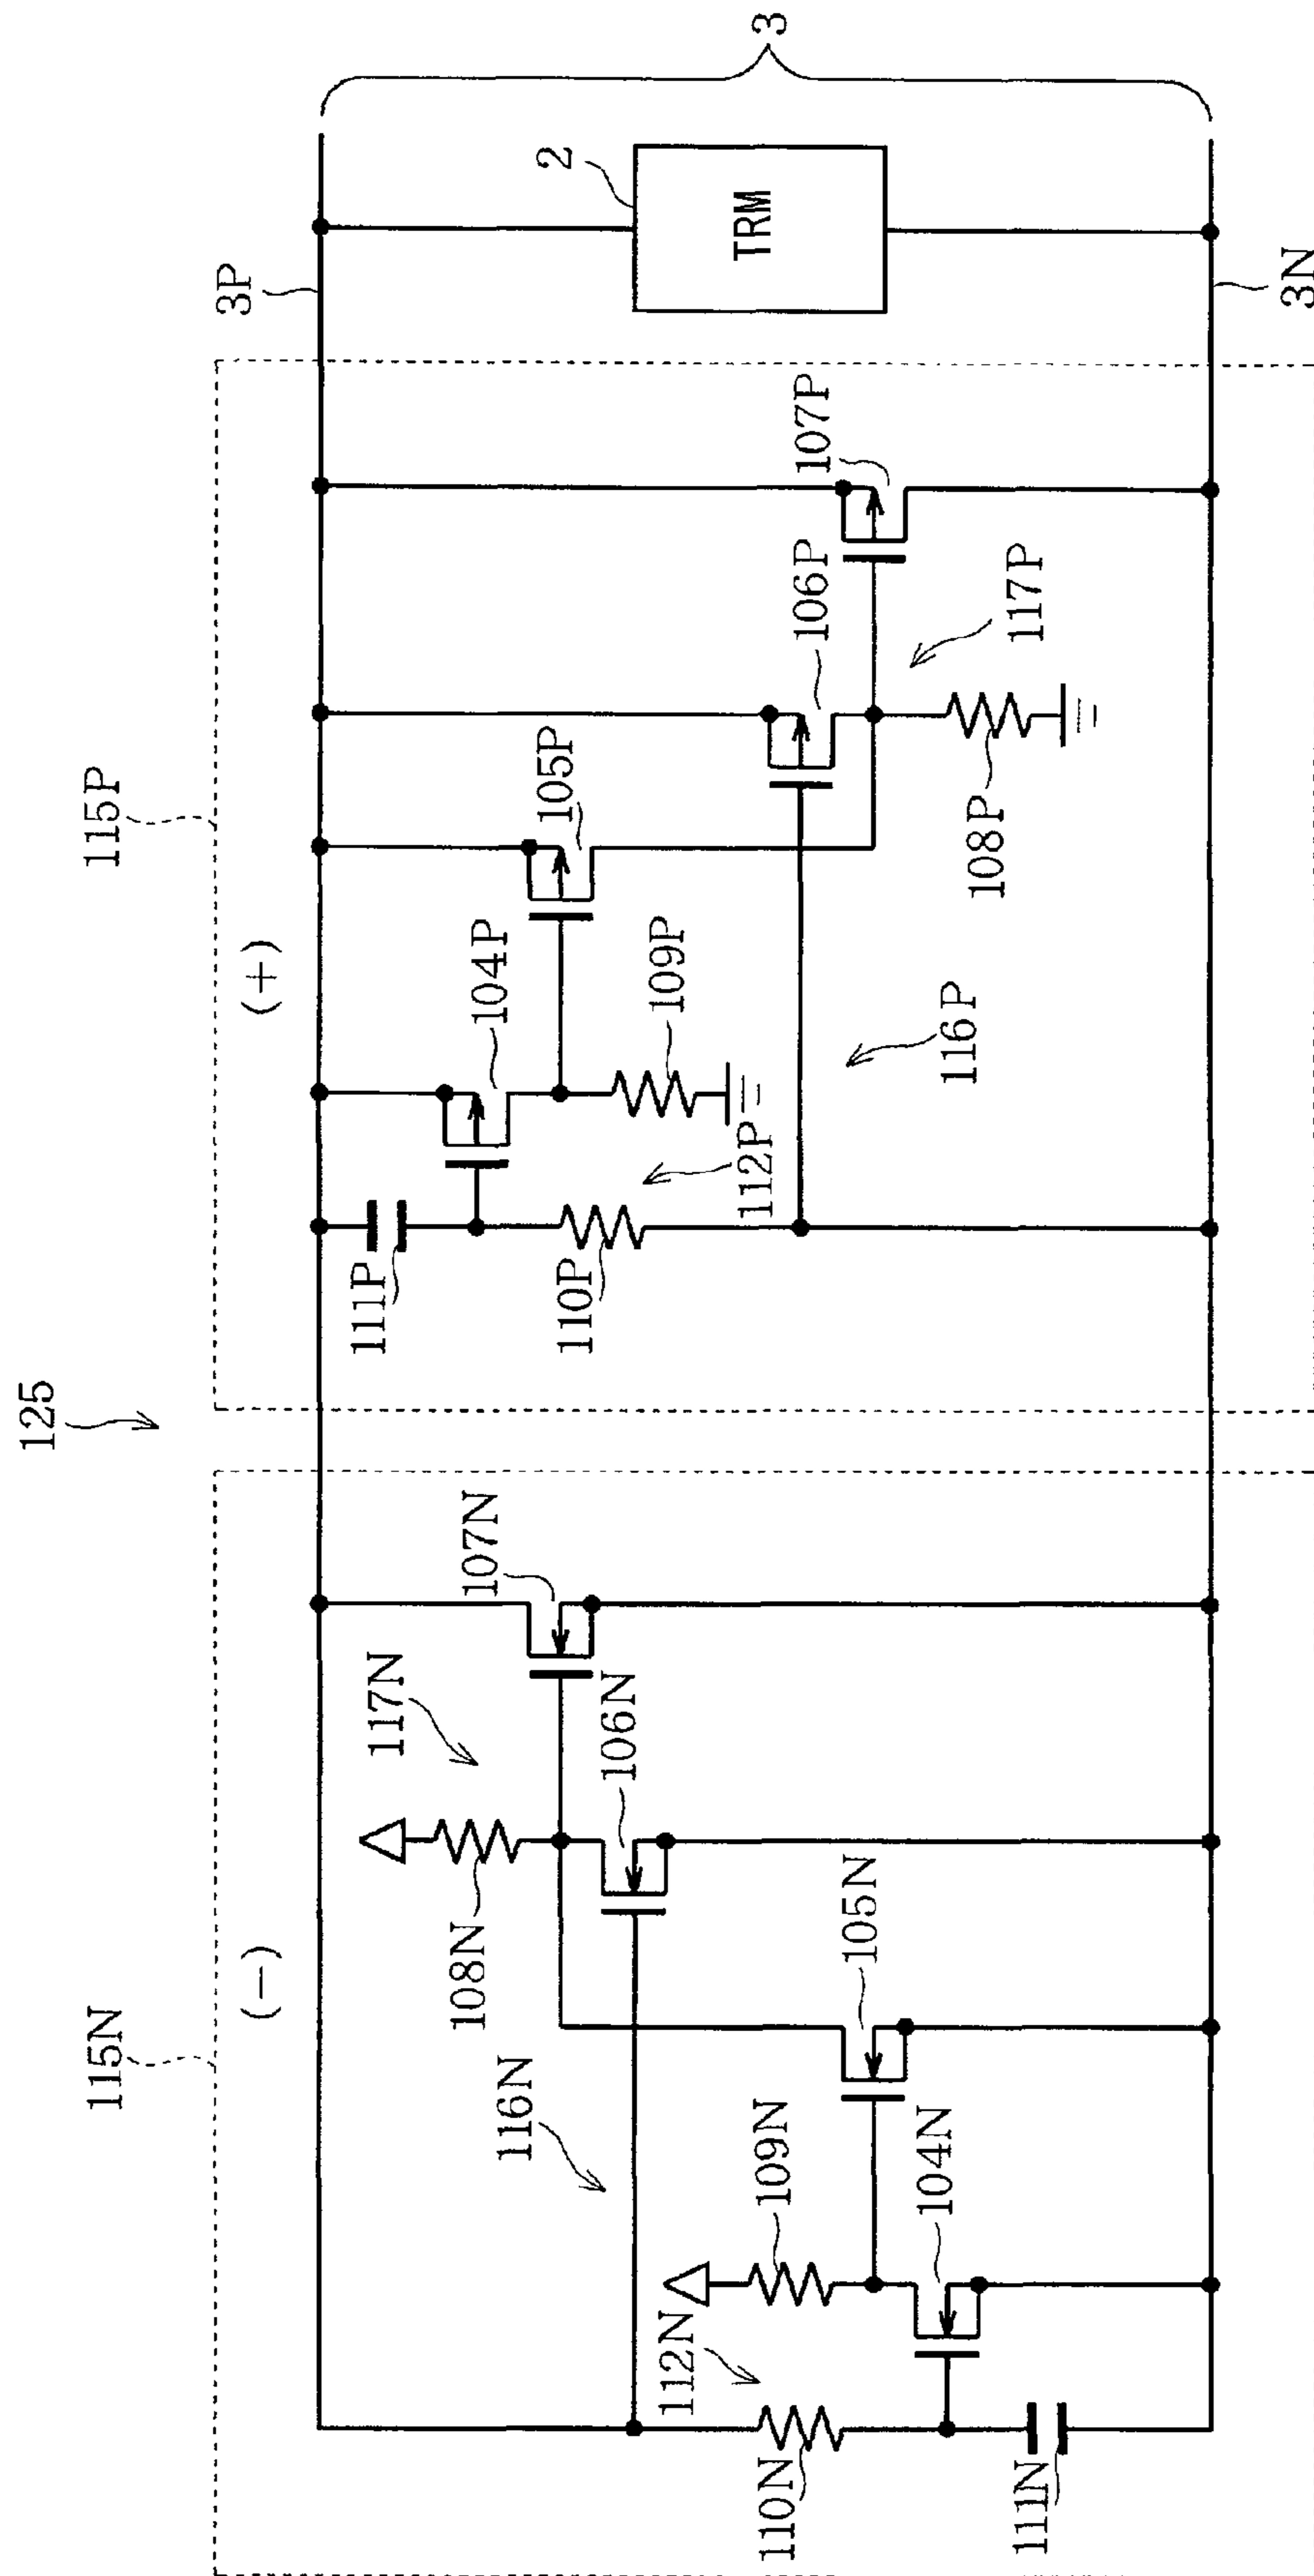 125
115N
115P
(−)
(+)
3
3P
3N
2
TRM
117N
107N
108N
106N
116N
105N
109N
104N
112N
110N
111N
111P
104P
105P
110P
109P
112P
106P
107P
116P
108P
117P